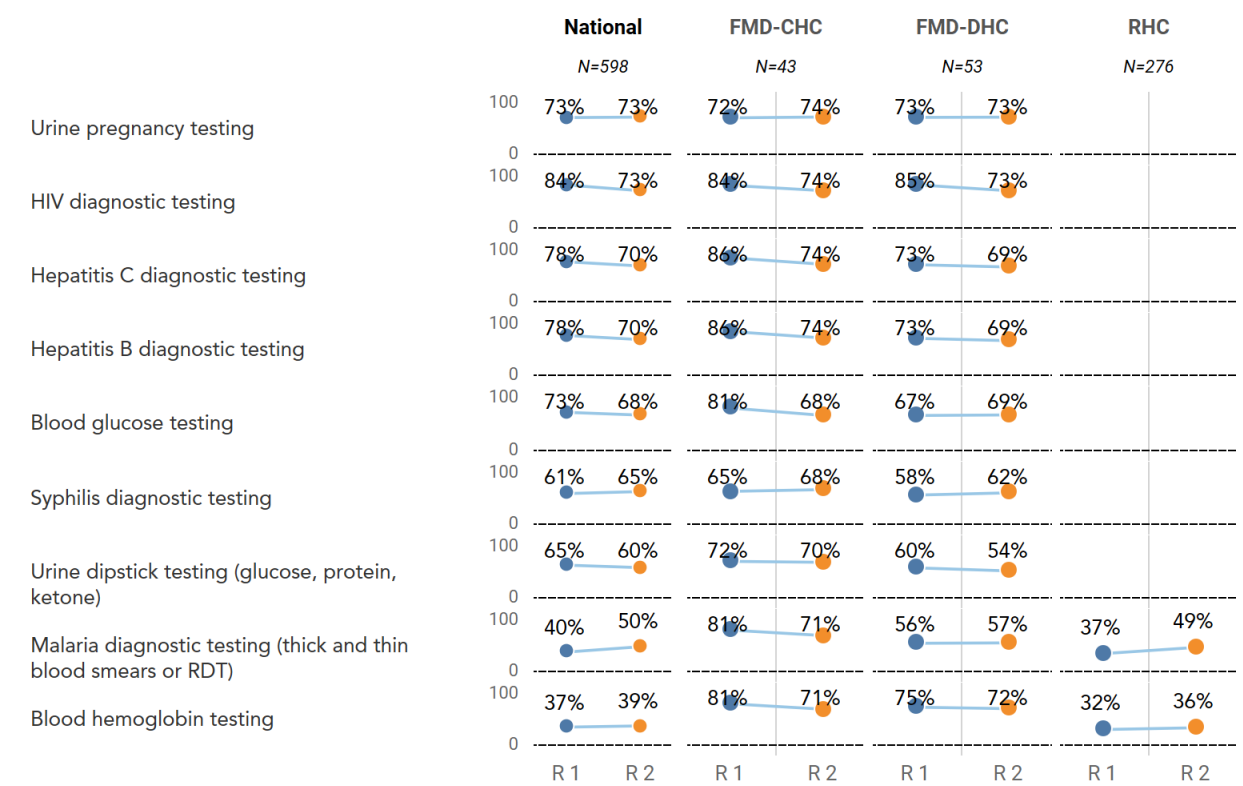 National FMD-CHC FMD-DHC RHC
N=598 N=43 N=53 N=276
Urine pregnancy testing
100 73% 73% 72% 74% 73% 73%
0
HIV diagnostic testing
100 84% 73% 84% 74% 85% 73%
0
Hepatitis C diagnostic testing
100 78% 70% 86% 74% 73% 69%
0
Hepatitis B diagnostic testing
100 78% 70% 86% 74% 73% 69%
0
Blood glucose testing
100 73% 68% 81% 68% 67% 69%
0
Syphilis diagnostic testing
100 61% 65% 65% 68% 58% 62%
0
Urine dipstick testing (glucose, protein,
ketone)
100 65% 60% 72% 70% 60% 54%
0
Malaria diagnostic testing (thick and thin
blood smears or RDT)
100 40% 50% 81% 71% 56% 57% 37% 49%
0
Blood hemoglobin testing
100 37% 39% 81% 71% 75% 72% 32% 36%
0
R 1 R 2 R 1 R 2 R 1 R 2 R 1 R 2